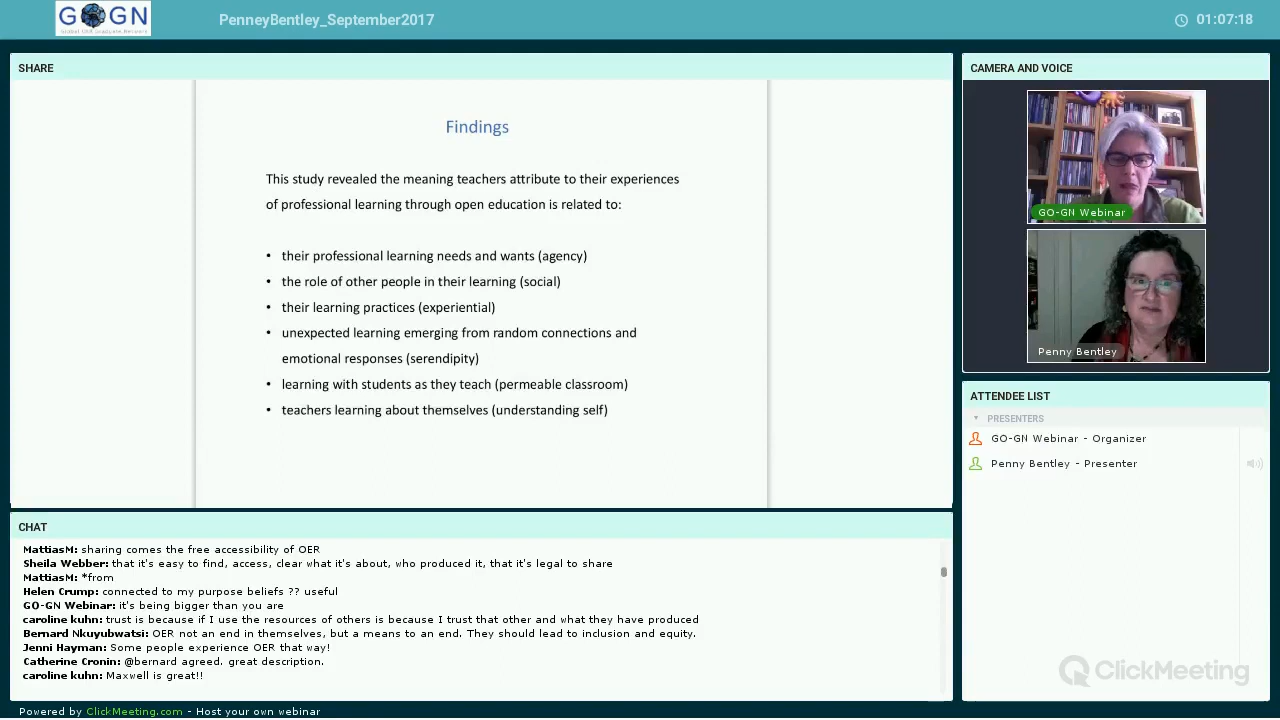 GOGN
Global OER Graduate Network
PenneyBentley_September2017
01:07:18
SHARE
Findings
This study revealed the meaning teachers attribute to their experiences
of professional learning through open education is related to:
• their professional learning needs and wants (agency)
• the role of other people in their learning (social)
• their learning practices (experiential)
• unexpected learning emerging from random connections and
emotional responses (serendipity)
• learning with students as they teach (permeable classroom)
• teachers learning about themselves (understanding self)
CAMERA AND VOICE
GO-GN Webinar
Penny Bentley
ATTENDEE LIST
PRESENTERS
GO-GN Webinar - Organizer
Penny Bentley - Presenter
CHAT
MattiasM: sharing comes the free accessibility of OER
Sheila Webber: that it's easy to find, access, clear what it's about, who produced it, that it's legal to share
MattiasM: *from
Helen Crump: connected to my purpose beliefs ?? useful
GO-GN Webinar: it's being bigger than you are
caroline kuhn: trust is because if I use the resources of others is because I trust that other and what they have produced
Bernard Nkuyubwatsi: OER not an end in themselves, but a means to an end. They should lead to inclusion and equity.
Jenni Hayman: Some people experience OER that way!
Catherine Cronin: @bernard agreed. great description.
caroline kuhn: Maxwell is great!!
ClickMeeting
Powered by ClickMeeting.com - Host your own webinar